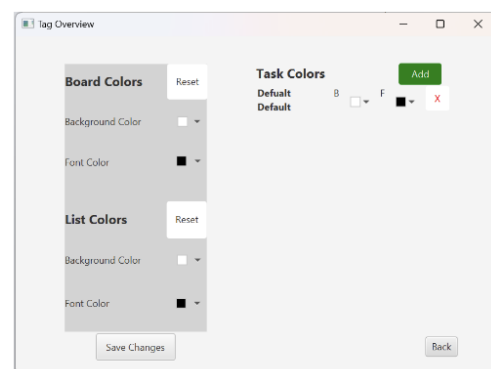 Tag Overview
Board Colors Reset
Background Color
Font Color
List Colors Reset
Background Color
Font Color
Save Changes
Task Colors Add
Defualt B F X
Default
Back